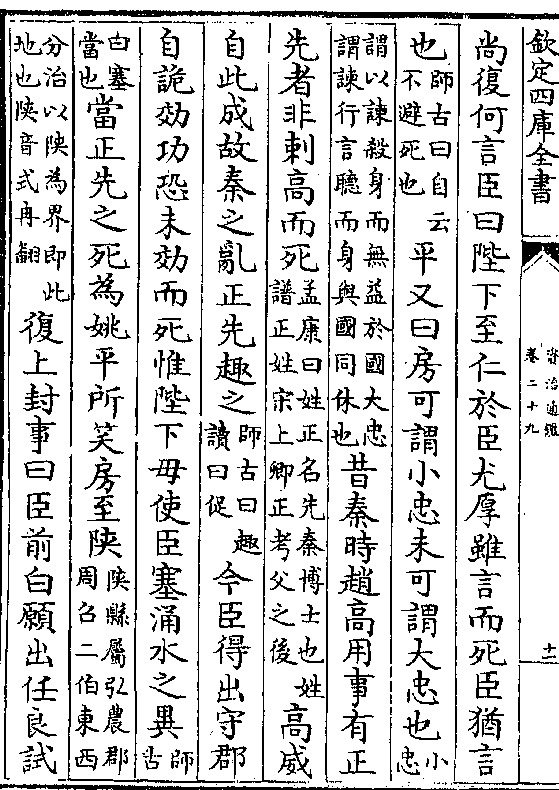 欽定四庫全書
資治通鑑
卷二十九
十一
尚復何言臣曰陛下至仁於臣尤厚雖言而死臣猶言
也師古曰自云不避死也平又曰房可謂小忠未可謂大忠也小忠
謂以諫殺身而無益於國大忠謂諫行言聽而身與國同休也昔秦時趙高用事有正
先者非刺高而死孟康曰姓正名先秦博士也姓譜正姓宋上卿正考父之後高威
自此成故秦之亂正先趣之師古曰趣讀曰促今臣得出守郡
自詭効功恐未効而死惟陛下毋使臣塞涌水之異師古
曰塞當也當正先之死為姚平所笑房至陜陜縣屬弘農郡周召二伯東西
分治以陜為界即此地也陜音式冉翻復上封事曰臣前白願出任良試